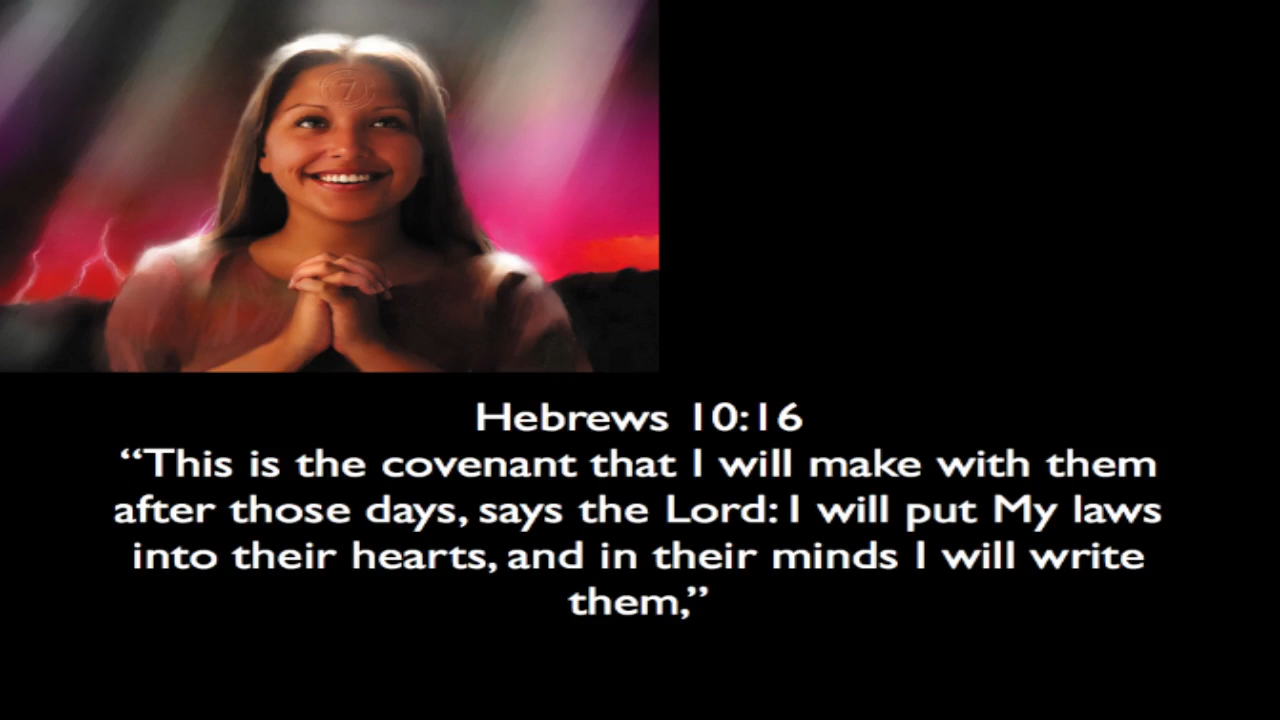 7
Hebrews 10:16
“This is the covenant that I will make with them
after those days, says the Lord: I will put My laws
into their hearts, and in their minds I will write
them,”